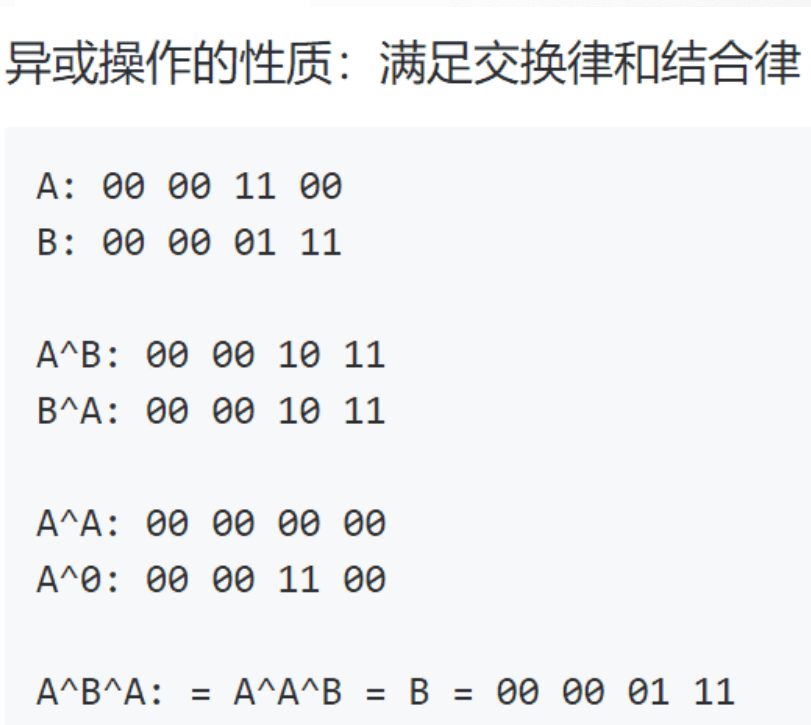 异或操作的性质：满足交换律和结合律
A: 00 00 11 00
B: 00 00 01 11
A^B: 00 00 10 11
B^A: 00 00 10 11
A^A: 00 00 00 00
A^0: 00 00 11 00
A^B^A: = A^A^B = B = 00 00 01 11